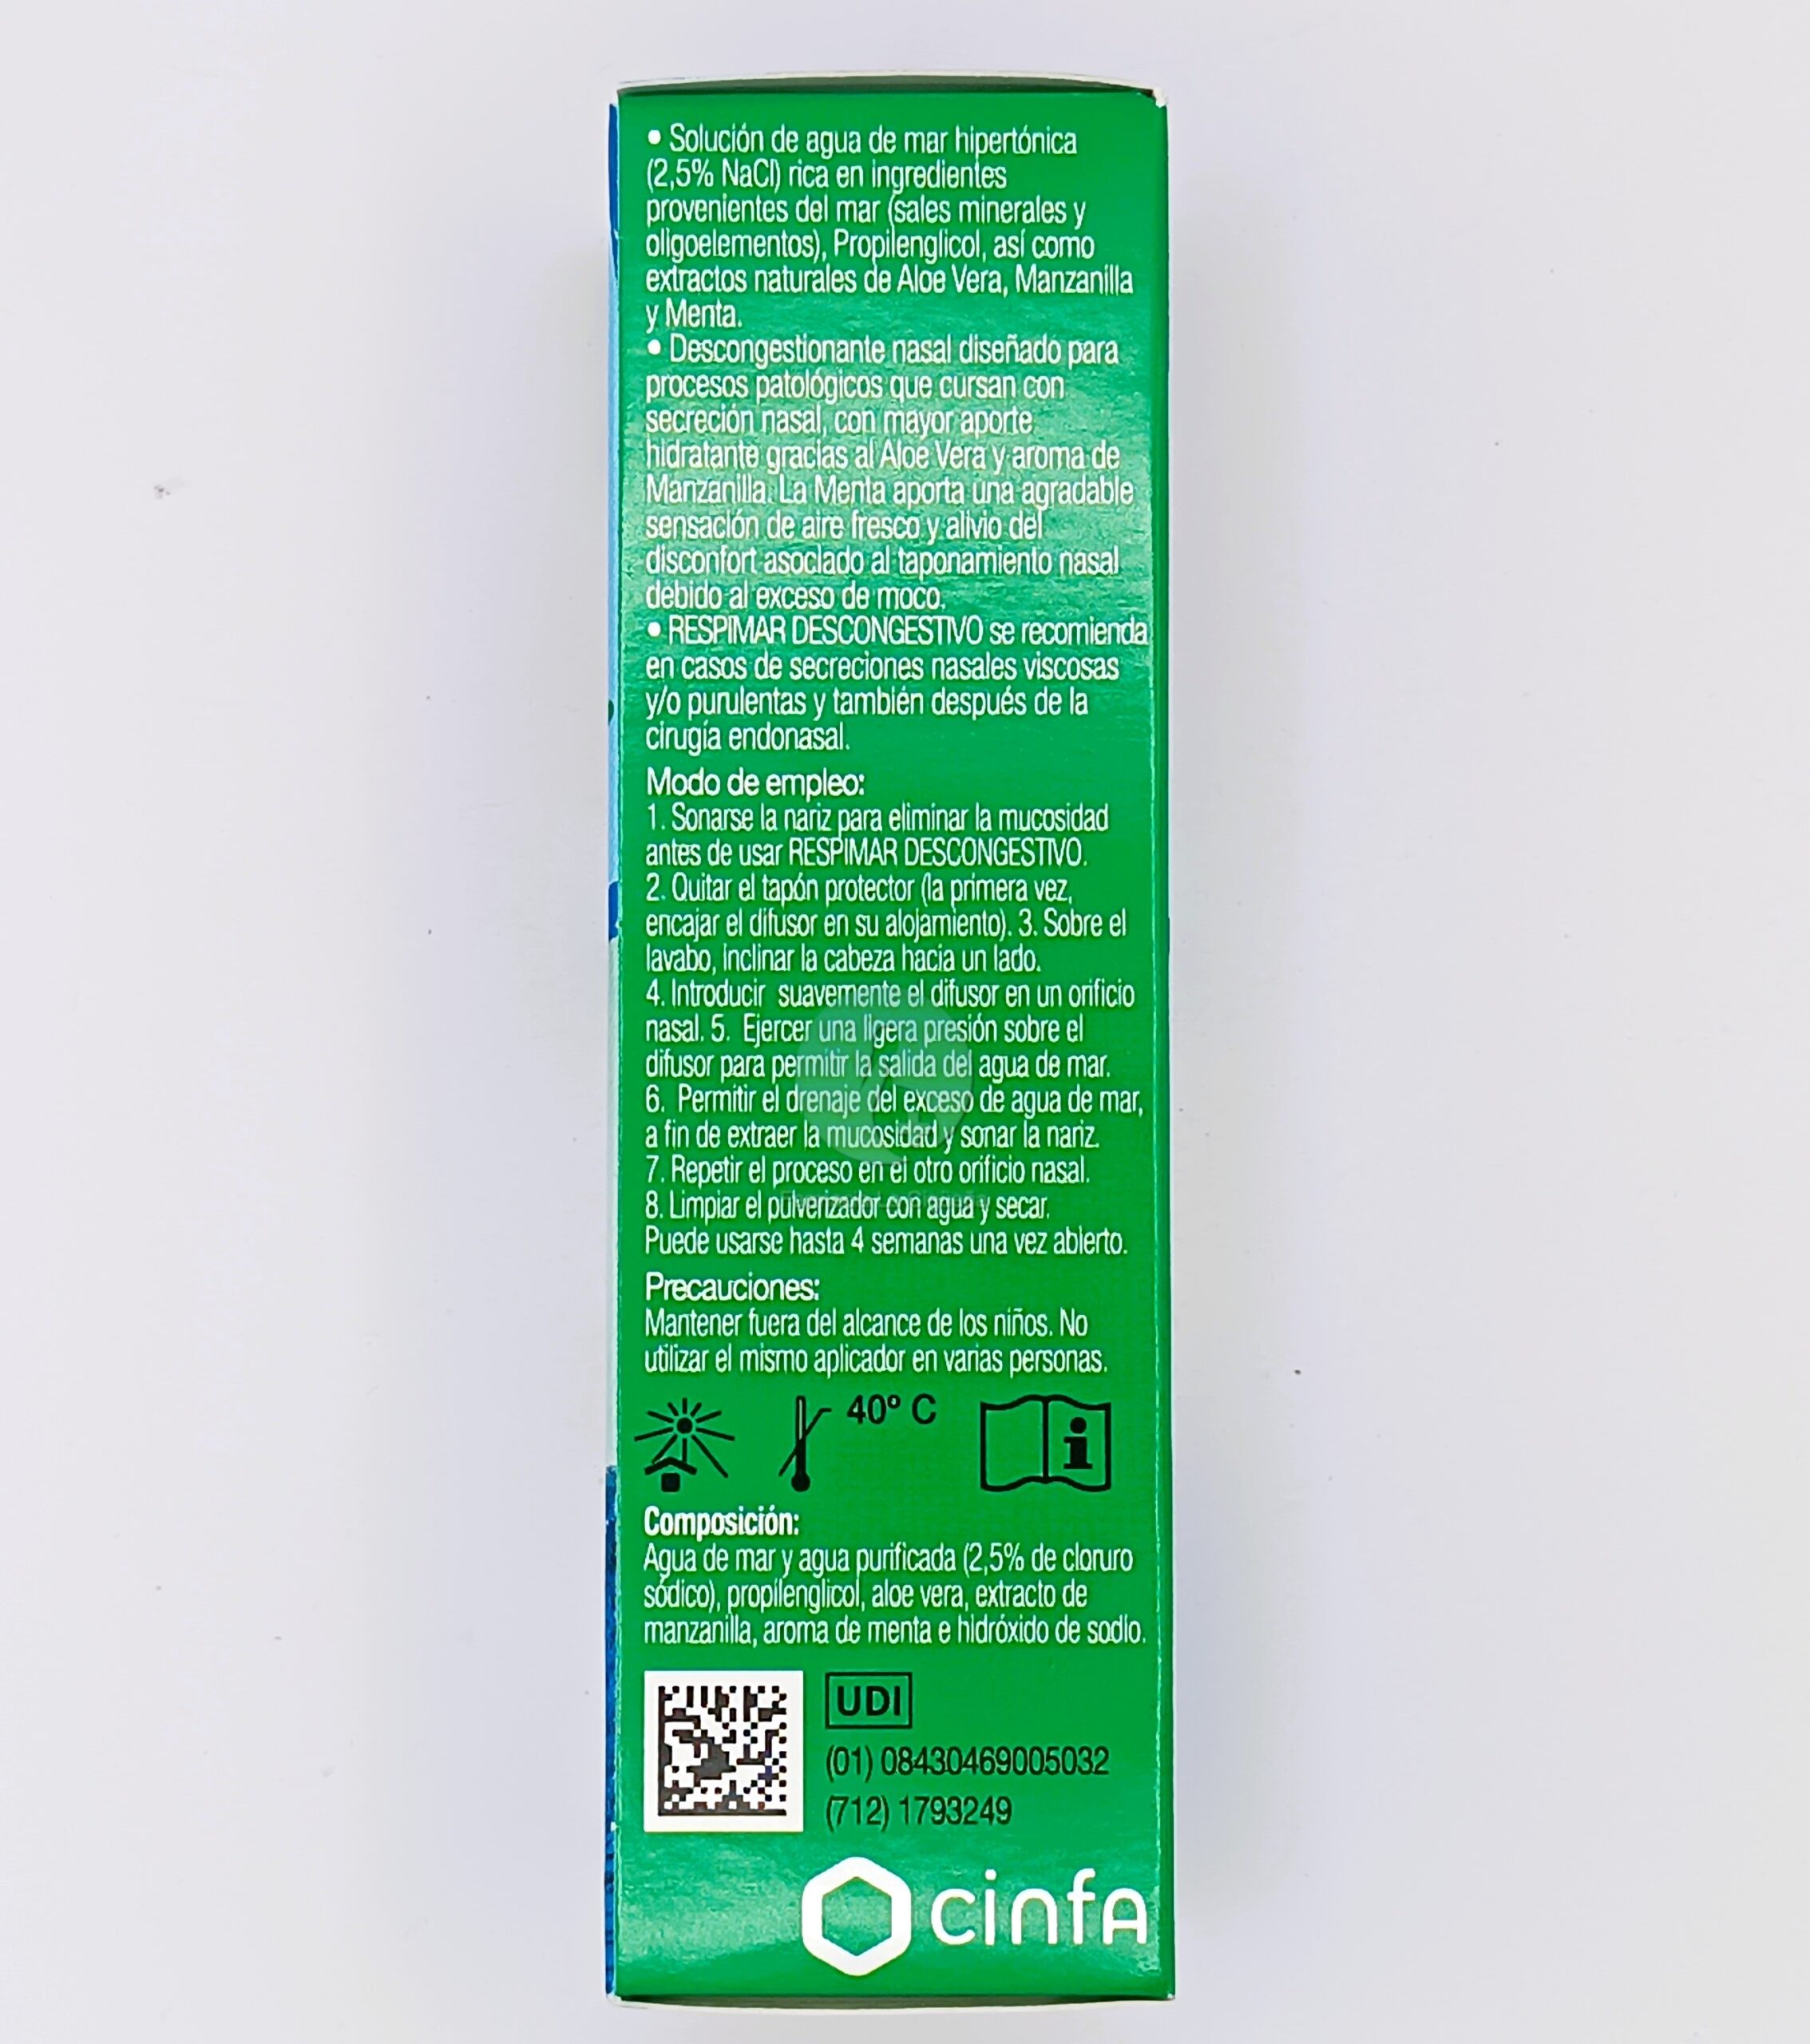 • Solución de agua de mar hipertónica
(2,5% NaCl) rica en ingredientes
provenientes del mar (sales minerales y
oligoelementos), Propilenglicol, así como
extractos naturales de Aloe Vera, Manzanilla
y Menta.
• Descongestionante nasal diseñado para
procesos patológicos que cursan con
secreción nasal, con mayor aporte
hidratante gracias al Aloe Vera y aroma de
Manzanilla. La Menta aporta una agradable
sensación de aire fresco y alivio del
disconfort asociado al taponamiento nasal
debido al exceso de moco.
• RESPIMAR DESCONGESTIVO se recomienda
en casos de secreciones nasales viscosas
y/o purulentas y también después de la
cirugía endonasal.
Modo de empleo:
1. Sonarse la nariz para eliminar la mucosidad
antes de usar RESPIMAR DESCONGESTIVO.
2. Quitar el tapón protector (la primera vez,
encajar el difusor en su alojamiento). 3. Sobre el
lavabo, inclinar la cabeza hacia un lado.
4. Introducir suavemente el difusor en un orificio
nasal. 5. Ejercer una ligera presión sobre el
difusor para permitir la salida del agua de mar.
6. Permitir el drenaje del exceso de agua de mar,
a fin de extraer la mucosidad y sonar la nariz.
7. Repetir el proceso en el otro orificio nasal.
8. Limpiar el pulverizador con agua y secar.
Puede usarse hasta 4 semanas una vez abierto.
Precauciones:
Mantener fuera del alcance de los niños. No
utilizar el mismo aplicador en varias personas.
40º C
Composición:
Agua de mar y agua purificada (2,5% de cloruro
sódico), propilenglicol, aloe vera, extracto de
manzanilla, aroma de menta e hidróxido de sodio.
UDI
(01) 08430469005032
(712) 1793249
cinfa